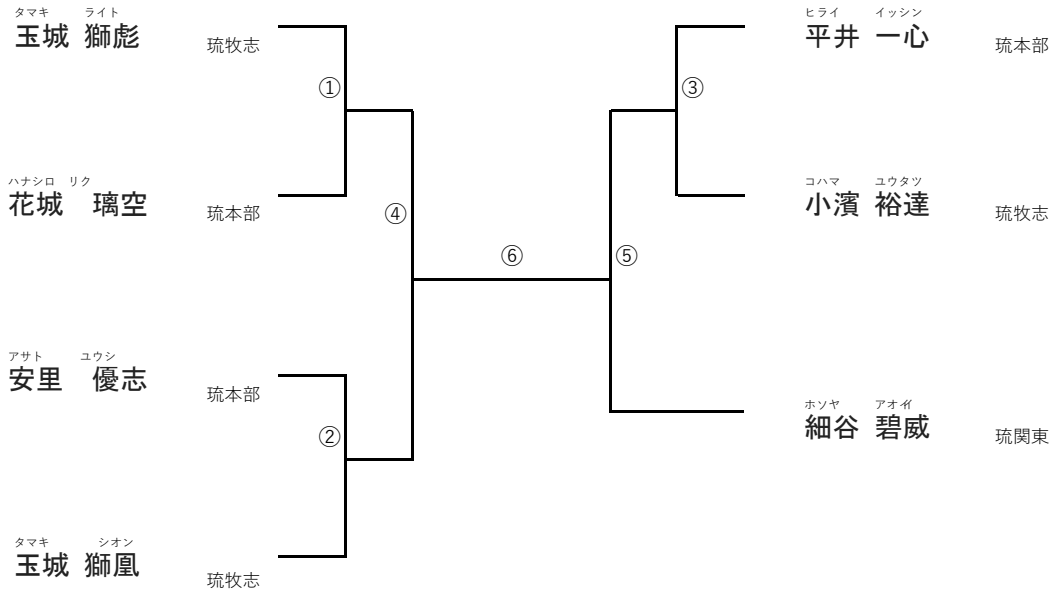 タマキ ライト
玉城 獅彪 琉牧志
①
ハナシロ リク
花城 璃空 琉本部
④
アサト ユウシ
安里 優志 琉本部
②
タマキ シオン
玉城 獅凰 琉牧志
⑥
ヒライ イッシン
平井 一心 琉本部
③
コハマ ユウタツ
小濱 裕達 琉牧志
⑤
ホソヤ アオイ
細谷 碧威 琉関東